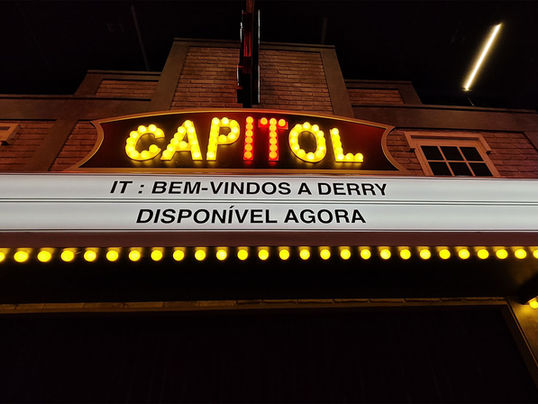 CAPITOL
IT : BEM-VINDOS A DERRY
DISPONÍVEL AGORA